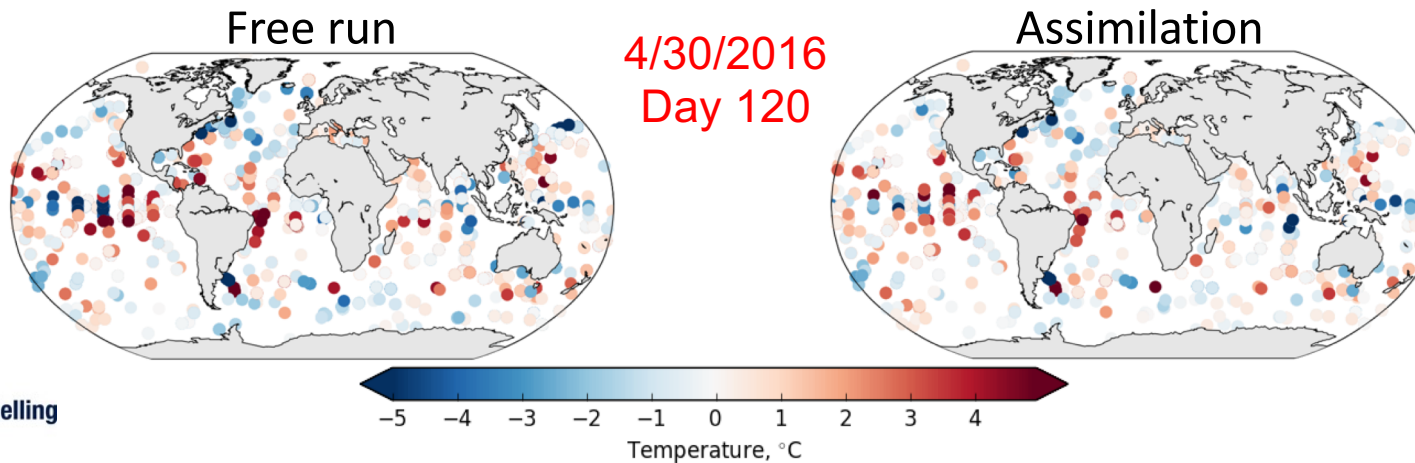 Free run
4/30/2016
Day 120
Assimilation
−5 −4 −3 −2 −1 0 1 2 3 4
Temperature, °C
elling